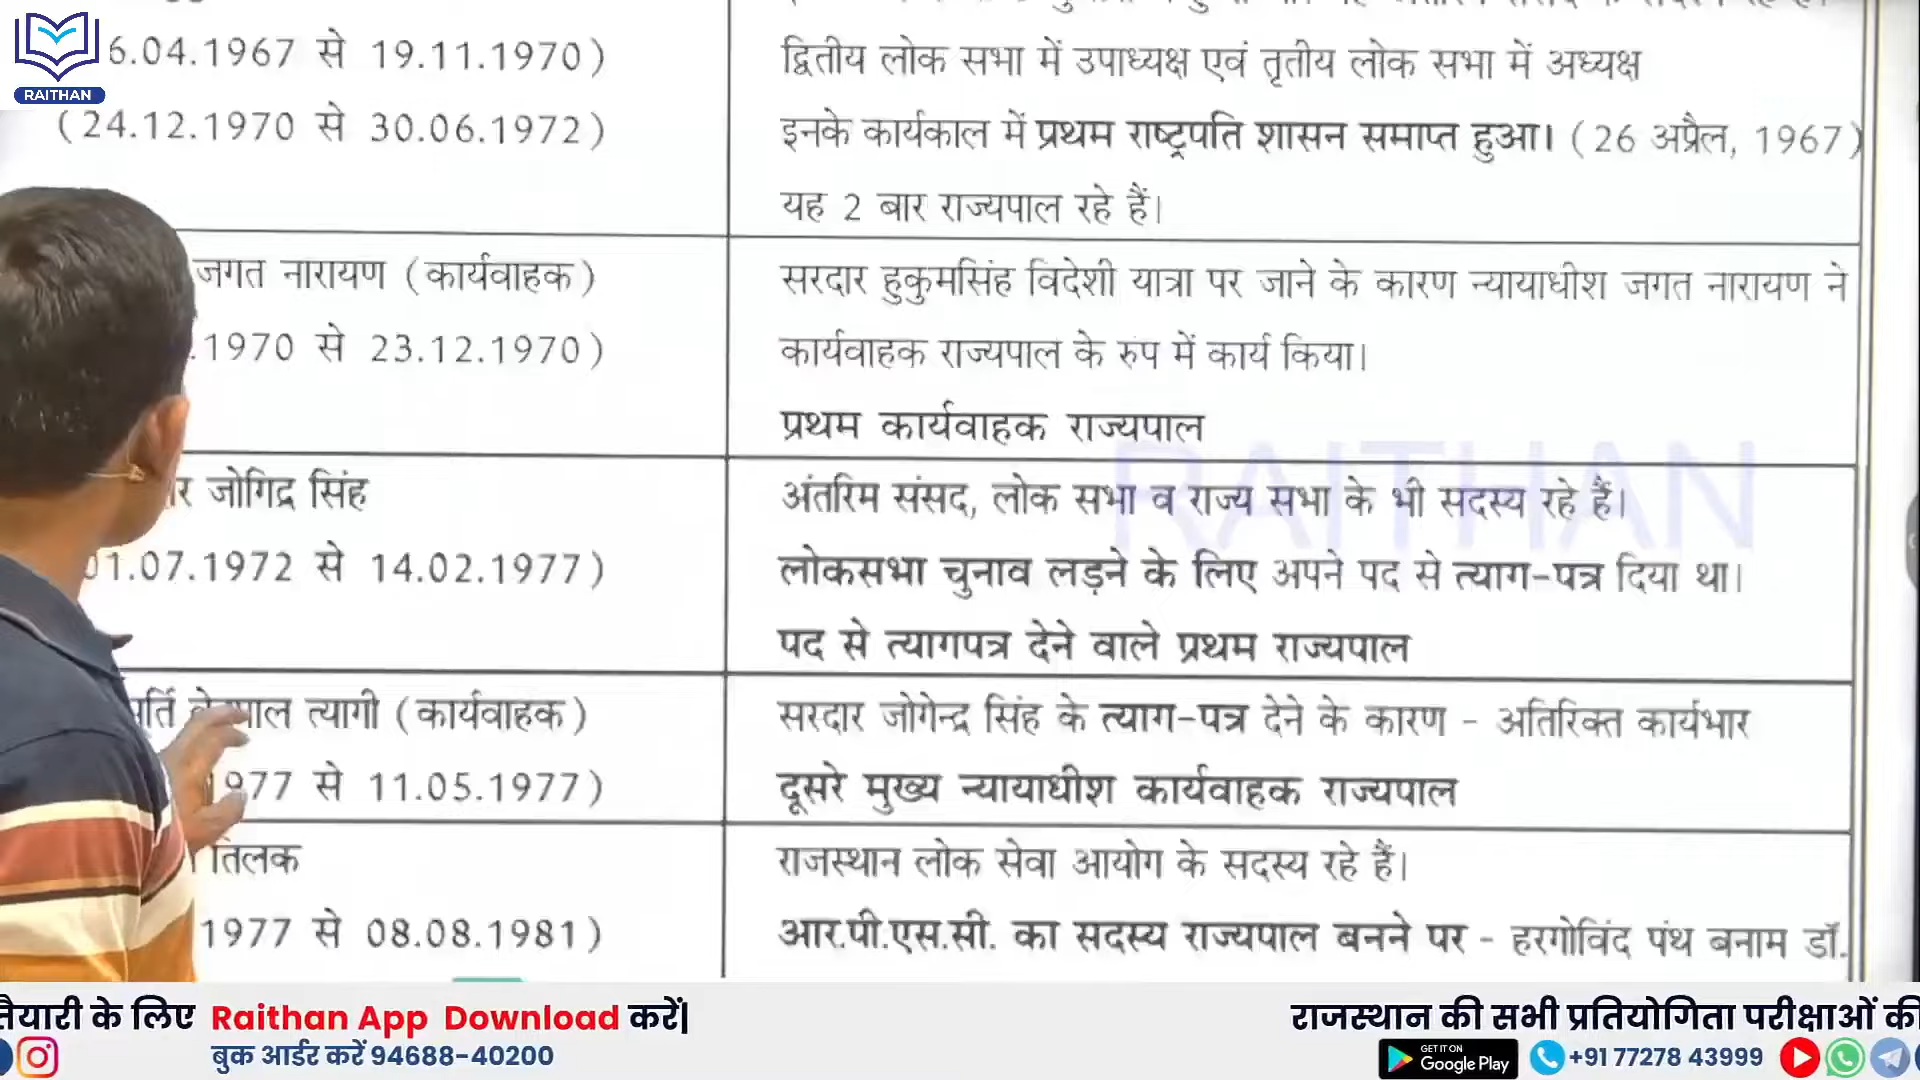 RAITHAN
6.04.1967 से 19.11.1970)
(24.12.1970 से 30.06.1972)
द्वितीय लोक सभा में उपाध्यक्ष एवं तृतीय लोक सभा में अध्यक्ष
इनके कार्यकाल में प्रथम राष्ट्रपति शासन समाप्त हुआ। (26 अप्रैल, 1967)
यह 2 बार राज्यपाल रहे हैं।
जगत नारायण (कार्यवाहक)
.1970 से 23.12.1970)
सरदार हुकुमसिंह विदेशी यात्रा पर जाने के कारण न्यायाधीश जगत नारायण ने
कार्यवाहक राज्यपाल के रुप में कार्य किया।
प्रथम कार्यवाहक राज्यपाल
RAITHAN
जोगिद्र सिंह
01.07.1972 से 14.02.1977)
अंतरिम संसद, लोक सभा व राज्य सभा के भी सदस्य रहे हैं।
लोकसभा चुनाव लड़ने के लिए अपने पद से त्याग-पत्र दिया था।
पद से त्यागपत्र देने वाले प्रथम राज्यपाल
त्यागी (कार्यवाहक)
1977 से 11.05.1977)
सरदार जोगेन्द्र सिंह के त्याग-पत्र देने के कारण - अतिरिक्त कार्यभार
दूसरे मुख्य न्यायाधीश कार्यवाहक राज्यपाल
तिलक
1977 से 08.08.1981)
राजस्थान लोक सेवा आयोग के सदस्य रहे हैं।
आर.पी.एस.सी. का सदस्य राज्यपाल बनने पर - हरगोविंद पंथ बनाम डॉ.
तैयारी के लिए Raithan App Download करें|
बुक आर्डर करें 94688-40200
राजस्थान की सभी प्रतियोगिता परीक्षाओं की
GET IT ON
Google Play
+91 77278 43999